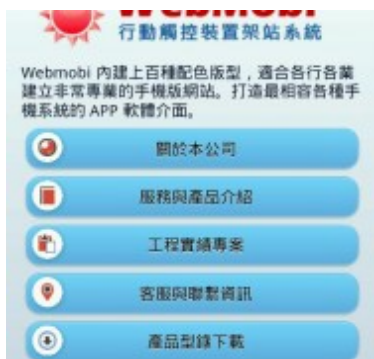 WebMobi
行動觸控裝置架站系統
Webmobi 內建上百種配色版型，適合各行各業
建立非常專業的手機版網站。打造最相容各種手
機系統的 APP 軟體介面。
關於本公司
服務與產品介紹
工程實績專案
客服與聯繫資訊
產品型錄下載